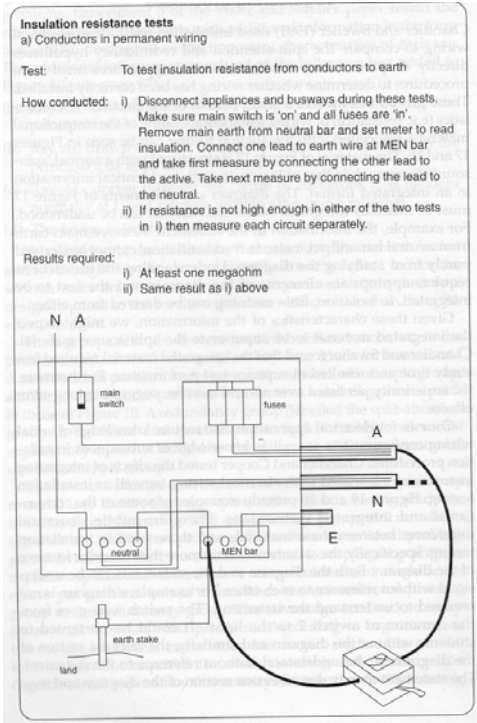 Insulation resistance tests
a) Conductors in permanent wiring
Test: To test insulation resistance from conductors to earth
How conducted: i) Disconnect appliances and busways during these tests.
Make sure main switch is 'on' and all fuses are 'in'.
Remove main earth from neutral bar and set meter to read
insulation. Connect one lead to earth wire at MEN bar
and take first measure by connecting the other lead to
the active. Take next measure by connecting the lead to
the neutral.
ii) If resistance is not high enough in either of the two tests
in i) then measure each circuit separately.
Results required:
i) At least one megaohm
ii) Same result as i) above
N A
main
switch
fuses
A
N
E
neutral
MEN bar
earth stake
land